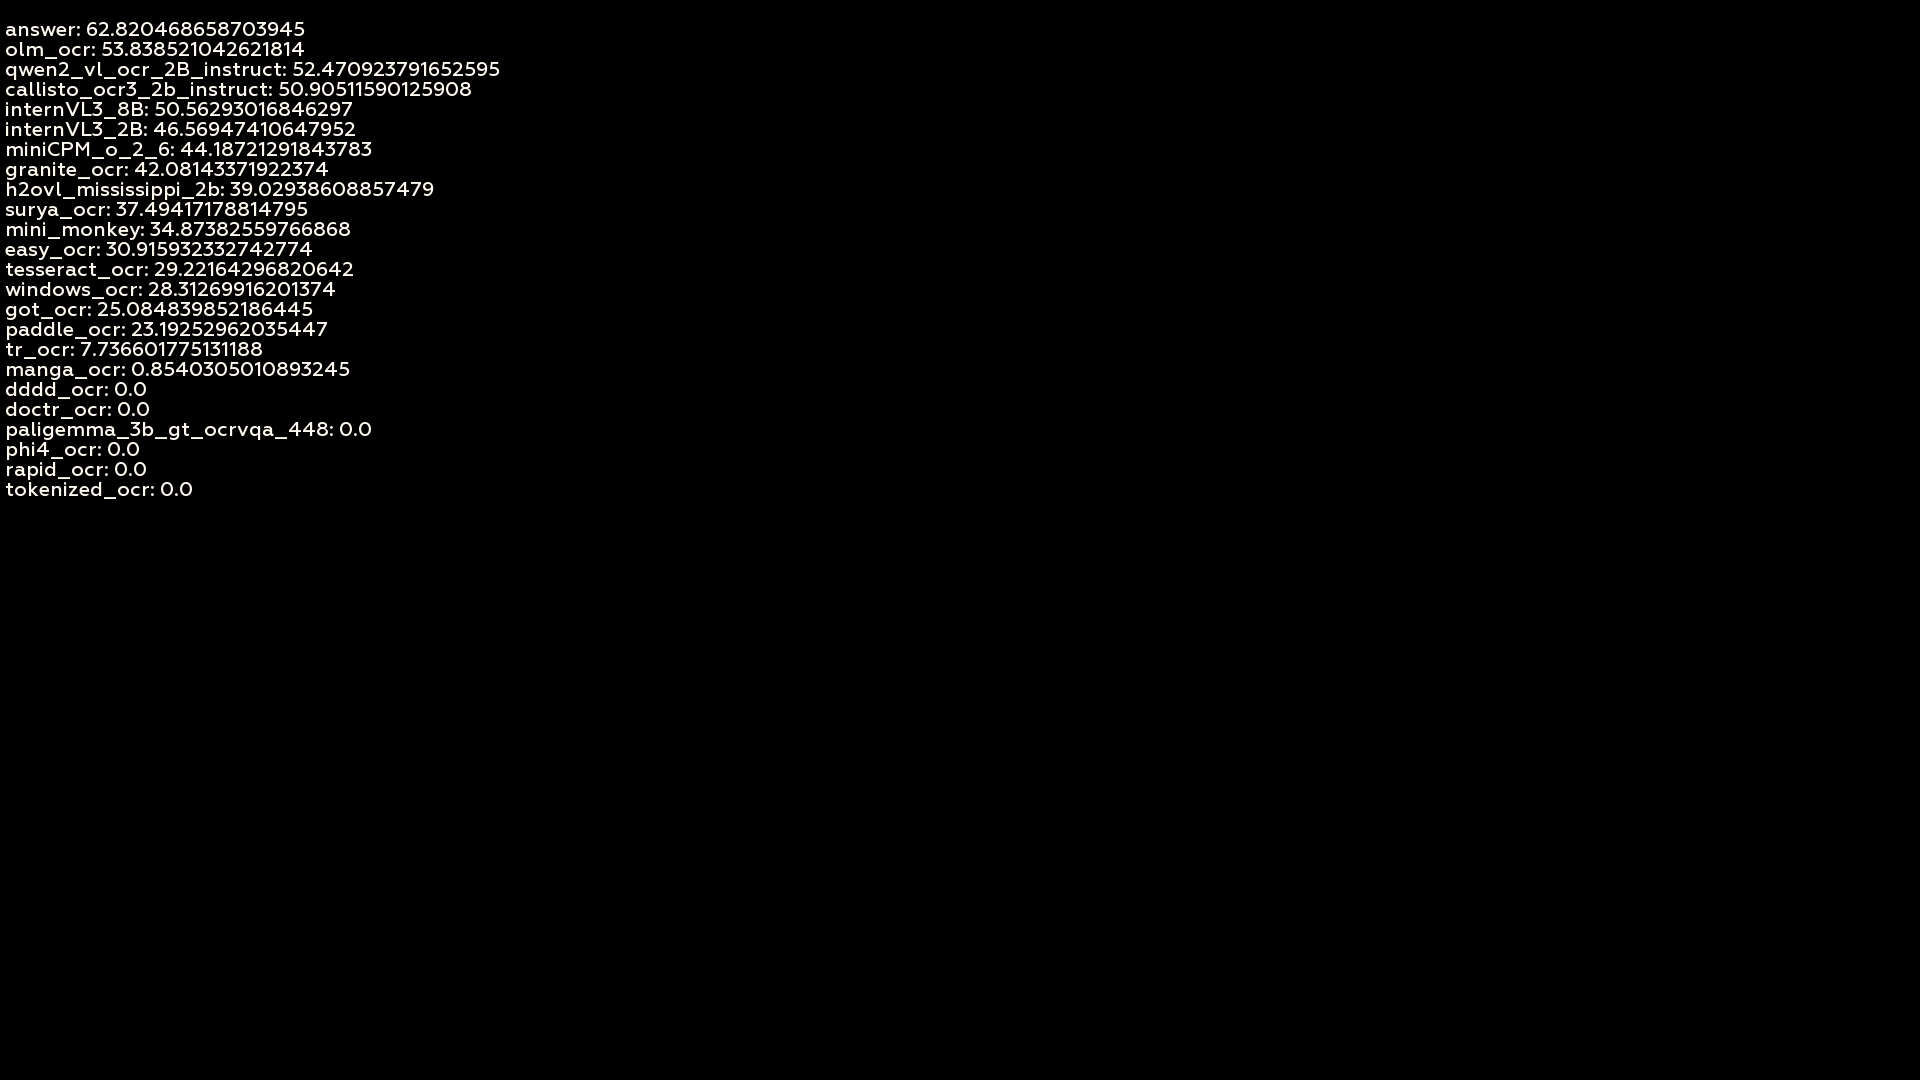 answer: 62.820468658703945
olm_ocr: 53.838521042621814
qwen2_vl_ocr_2B_instruct: 52.470923791652595
callisto_ocr3_2b_instruct: 50.90511590125908
internVL3_8B: 50.56293016846297
internVL3_2B: 46.56947410647952
miniCPM_o_2_6: 44.18721291843783
granite_ocr: 42.08143371922374
h2ovl_mississippi_2b: 39.02938608857479
surya_ocr: 37.49417178814795
mini_monkey: 34.87382559766868
easy_ocr: 30.915932332742774
tesseract_ocr: 29.22164296820642
windows_ocr: 28.31269916201374
got_ocr: 25.084839852186445
paddle_ocr: 23.19252962035447
tr_ocr: 7.736601775131188
manga_ocr: 0.8540305010893245
dddd_ocr: 0.0
doctr_ocr: 0.0
paligemma_3b_gt_ocrvqa_448: 0.0
phi4_ocr: 0.0
rapid_ocr: 0.0
tokenized_ocr: 0.0